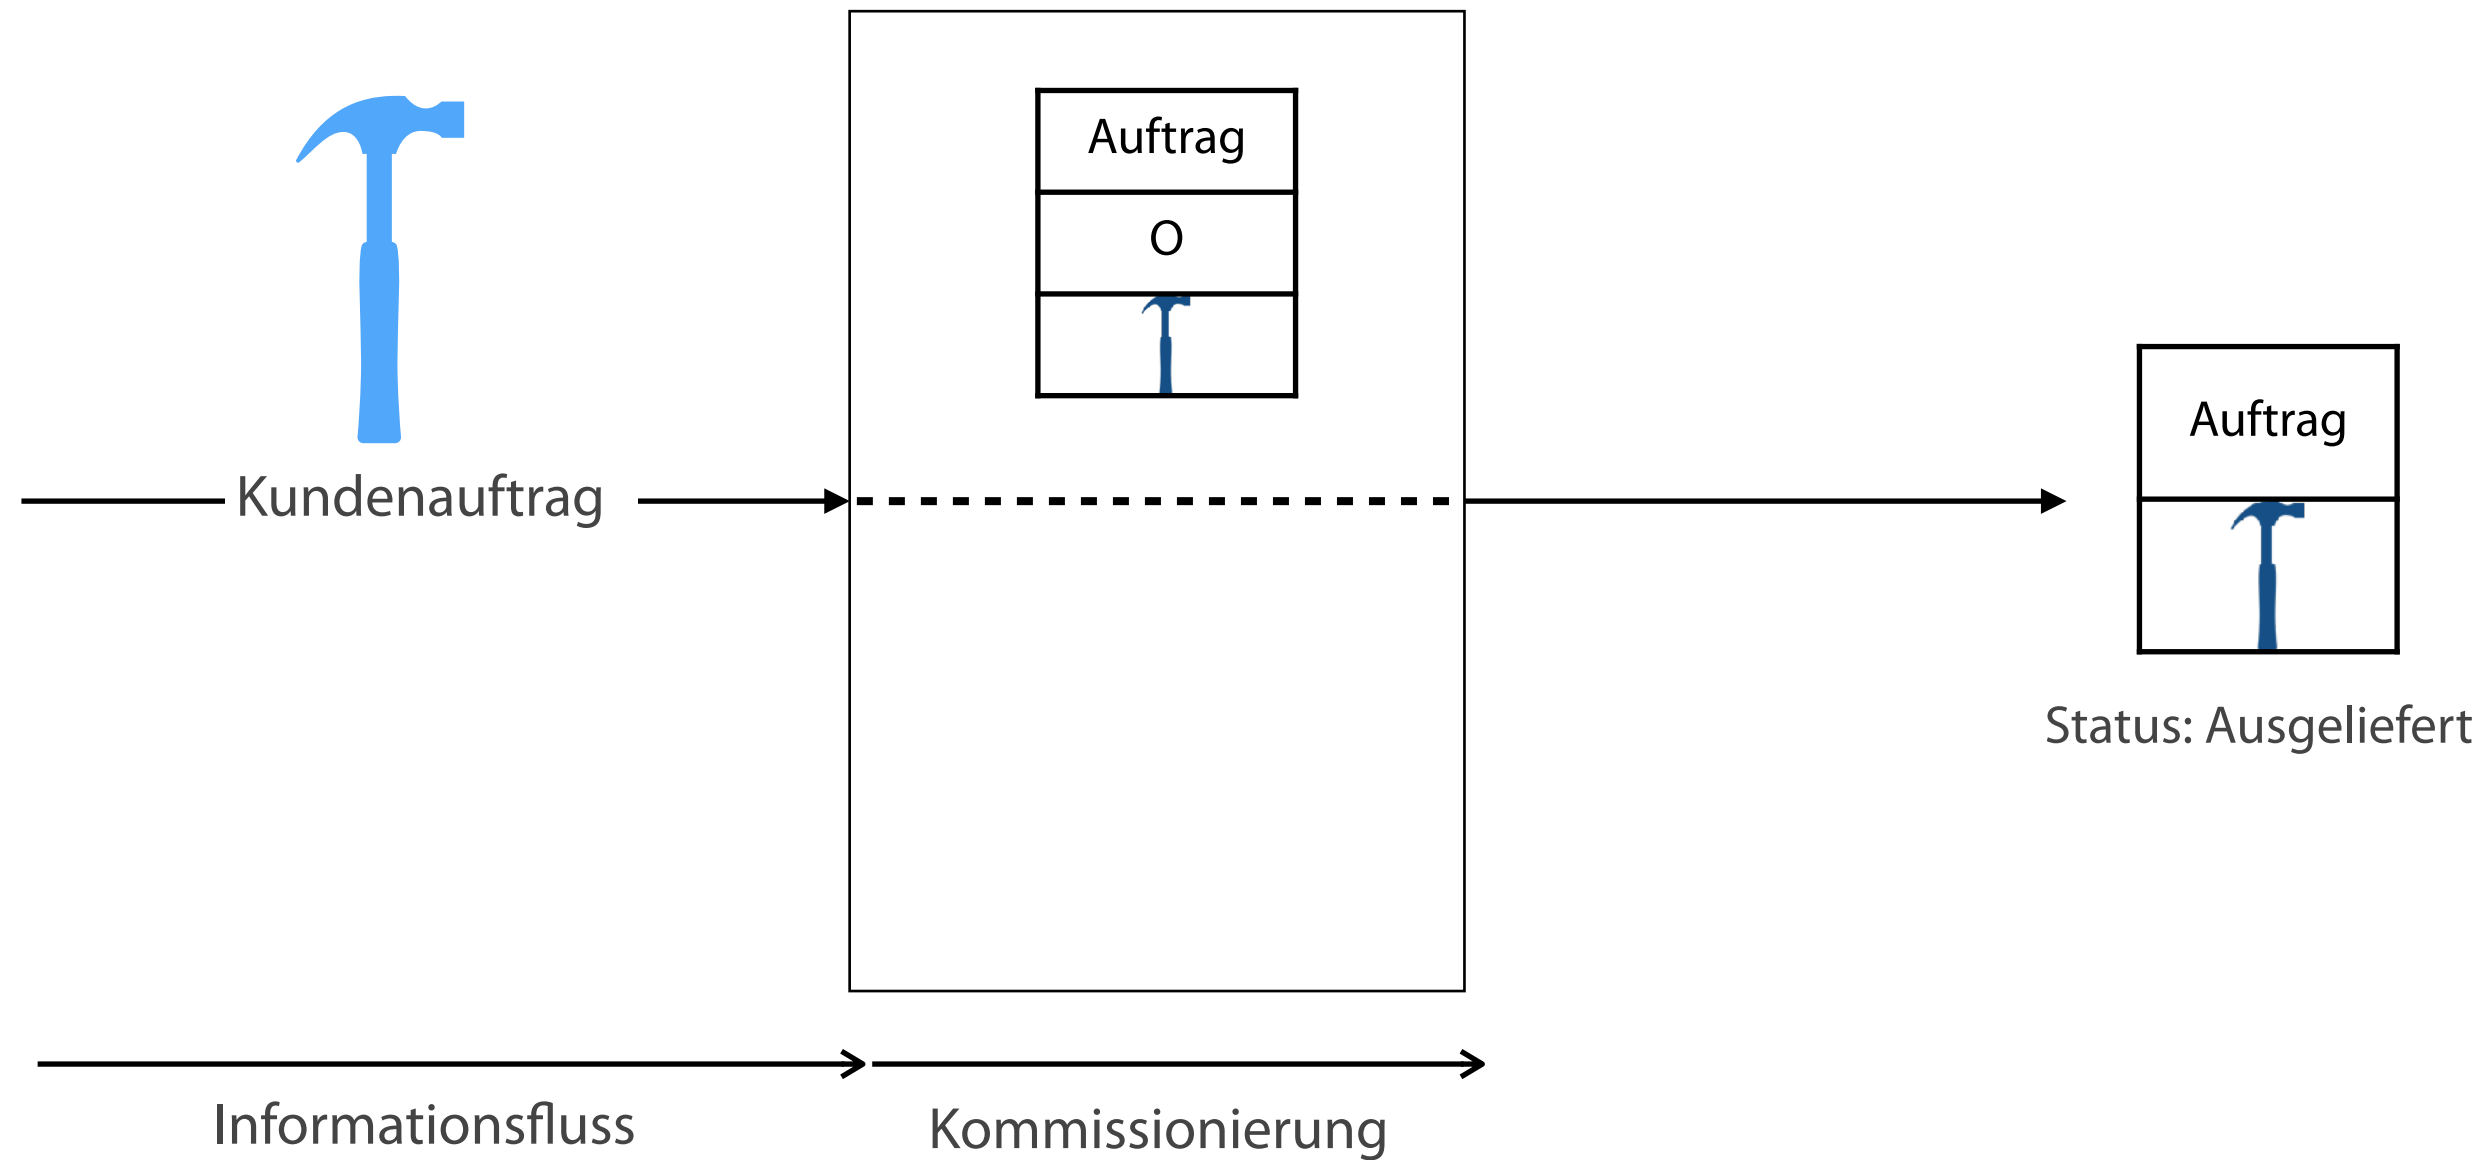 Auftrag
O
Kundenauftrag
Auftrag
Status: Ausgeliefert
Informationsfluss
Kommissionierung